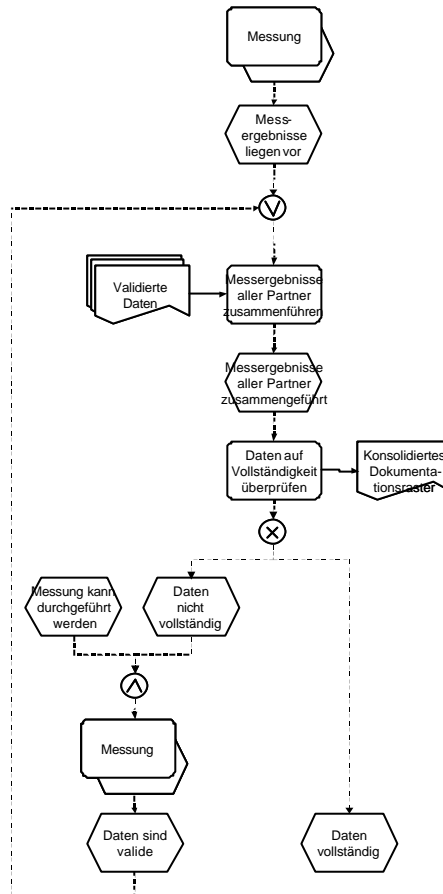 Messung
Mess-
ergebnisse
liegen vor
Validierte
Daten
Messergebnisse
aller Partner
zusammenführen
Messergebnisse
aller Partner
zusammengeführt
Daten auf
Vollständigkeit
überprüfen
Konsolidiertes
Dokumenta-
tionsraster
Messung kann
durchgeführt
werden
Daten
nicht
vollständig
Messung
Daten sind
valide
Daten
vollständig